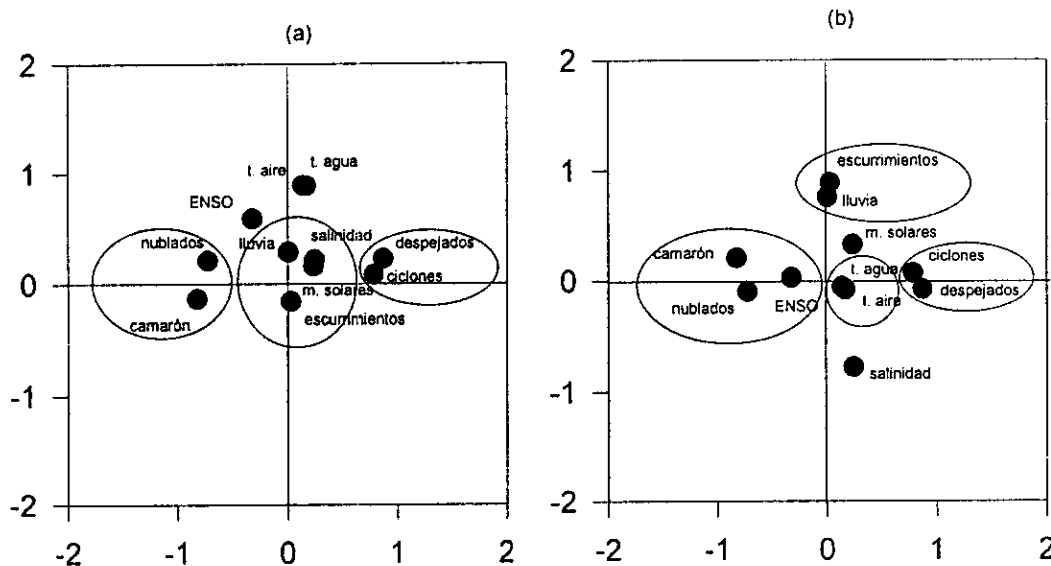 (a)
2
t. aire
t. agua
ENSO
1
nublados
lluvia
salinidad
despejados
0
ciclones
m. solares
camarón
escurrimientos
-1
-2
-2 -1 0 1 2
(b)
2
1
escurrimientos
lluvia
m. solares
camarón
ciclones
t. agua
0
nublados
ENSO
t. aire
despejados
salinidad
-1
-2
-2 -1 0 1 2